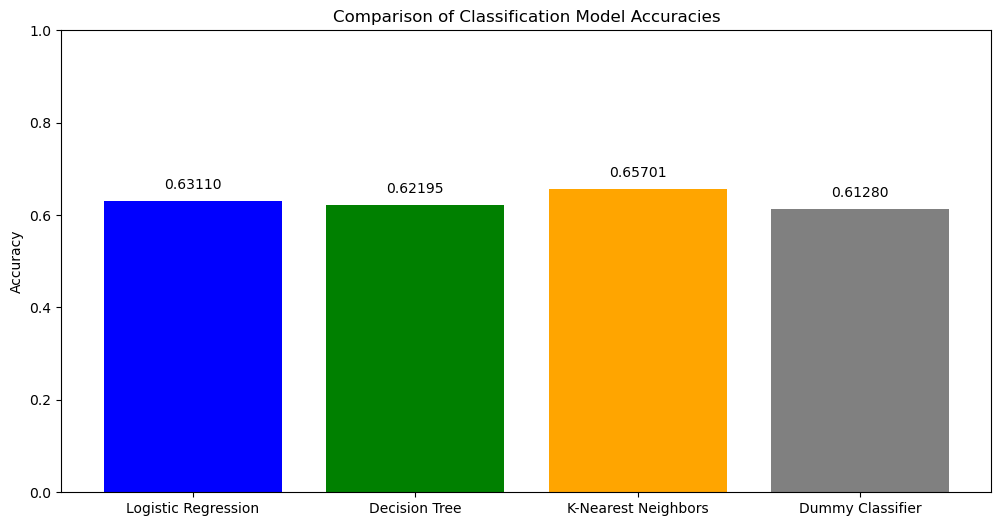 Comparison of Classification Model Accuracies
Accuracy
1.0
0.8
0.6
0.4
0.2
0.0
0.63110
0.62195
0.65701
0.61280
Logistic Regression
Decision Tree
K-Nearest Neighbors
Dummy Classifier